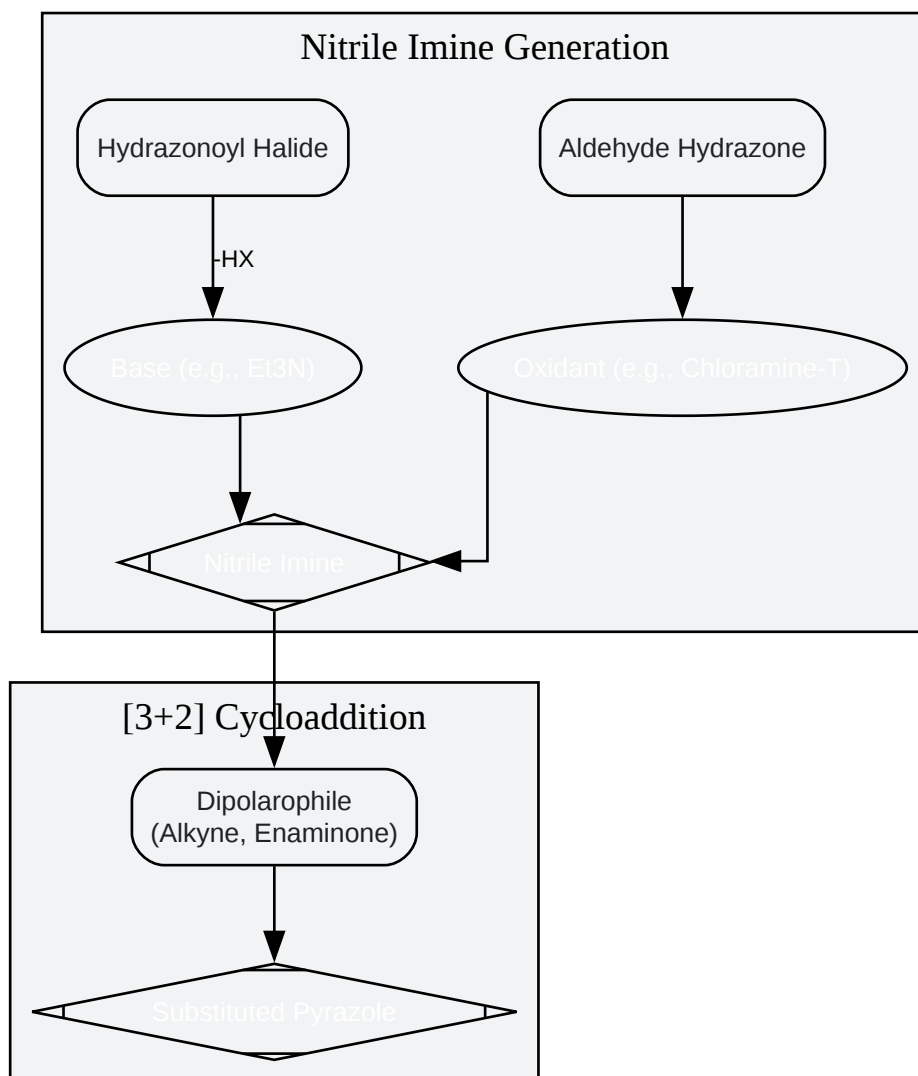 Nitrile Imine Generation
Hydrazonoyl Halide
Aldehyde Hydrazone
-HX
Base (e.g., Et3N)
Oxidant (e.g., Chloramine-T)
Nitrile Imine
[3+2] Cycloaddition
Dipolarophile
(Alkyne, Enaminone)
Substituted Pyrazole